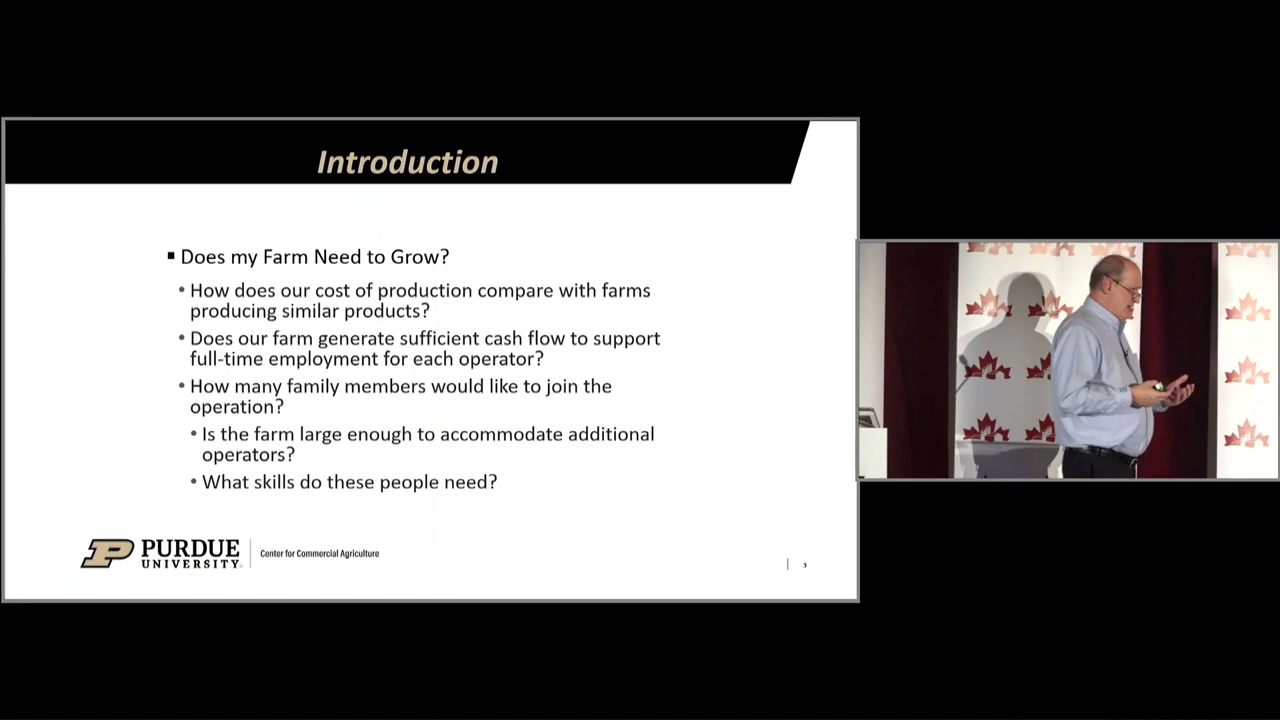 Introduction
▪ Does my Farm Need to Grow?
• How does our cost of production compare with farms
producing similar products?
• Does our farm generate sufficient cash flow to support
full-time employment for each operator?
• How many family members would like to join the
operation?
• Is the farm large enough to accommodate additional
operators?
• What skills do these people need?
PURDUE
UNIVERSITY®
Center for Commercial Agriculture
3